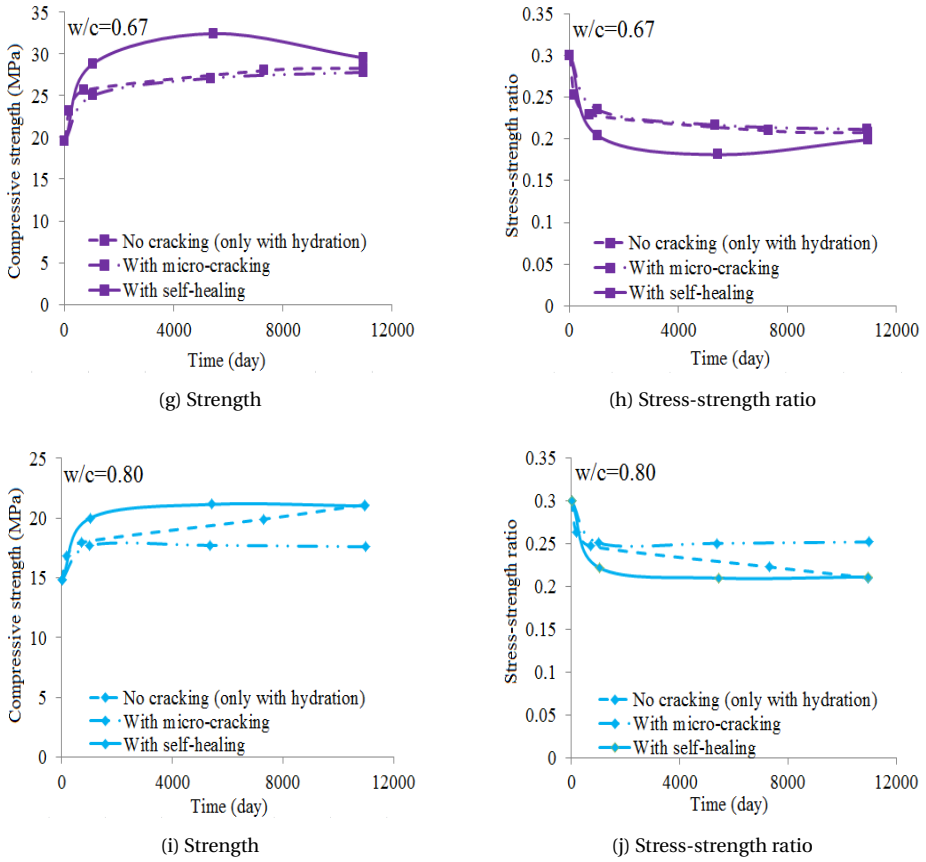 w/c=0.67
Compressive strength (MPa)
35
30
25
20
15
10
5
0
No cracking (only with hydration)
With micro-cracking
With self-healing
0
4000
8000
12000
Time (day)
(g) Strength
w/c=0.67
Stress-strength ratio
0.35
0.3
0.25
0.2
0.15
0.1
0.05
0
No cracking (only with hydration)
With micro-cracking
With self-healing
0
4000
8000
12000
Time (day)
(h) Stress-strength ratio
w/c=0.80
Compressive strength (MPa)
25
20
15
10
5
0
No cracking (only with hydration)
With micro-cracking
With self-healing
0
4000
8000
12000
Time (day)
(i) Strength
w/c=0.80
Stress-strength ratio
0.35
0.3
0.25
0.2
0.15
0.1
0.05
0
No cracking (only with hydration)
With micro-cracking
With self-healing
0
4000
8000
12000
Time (day)
(j) Stress-strength ratio